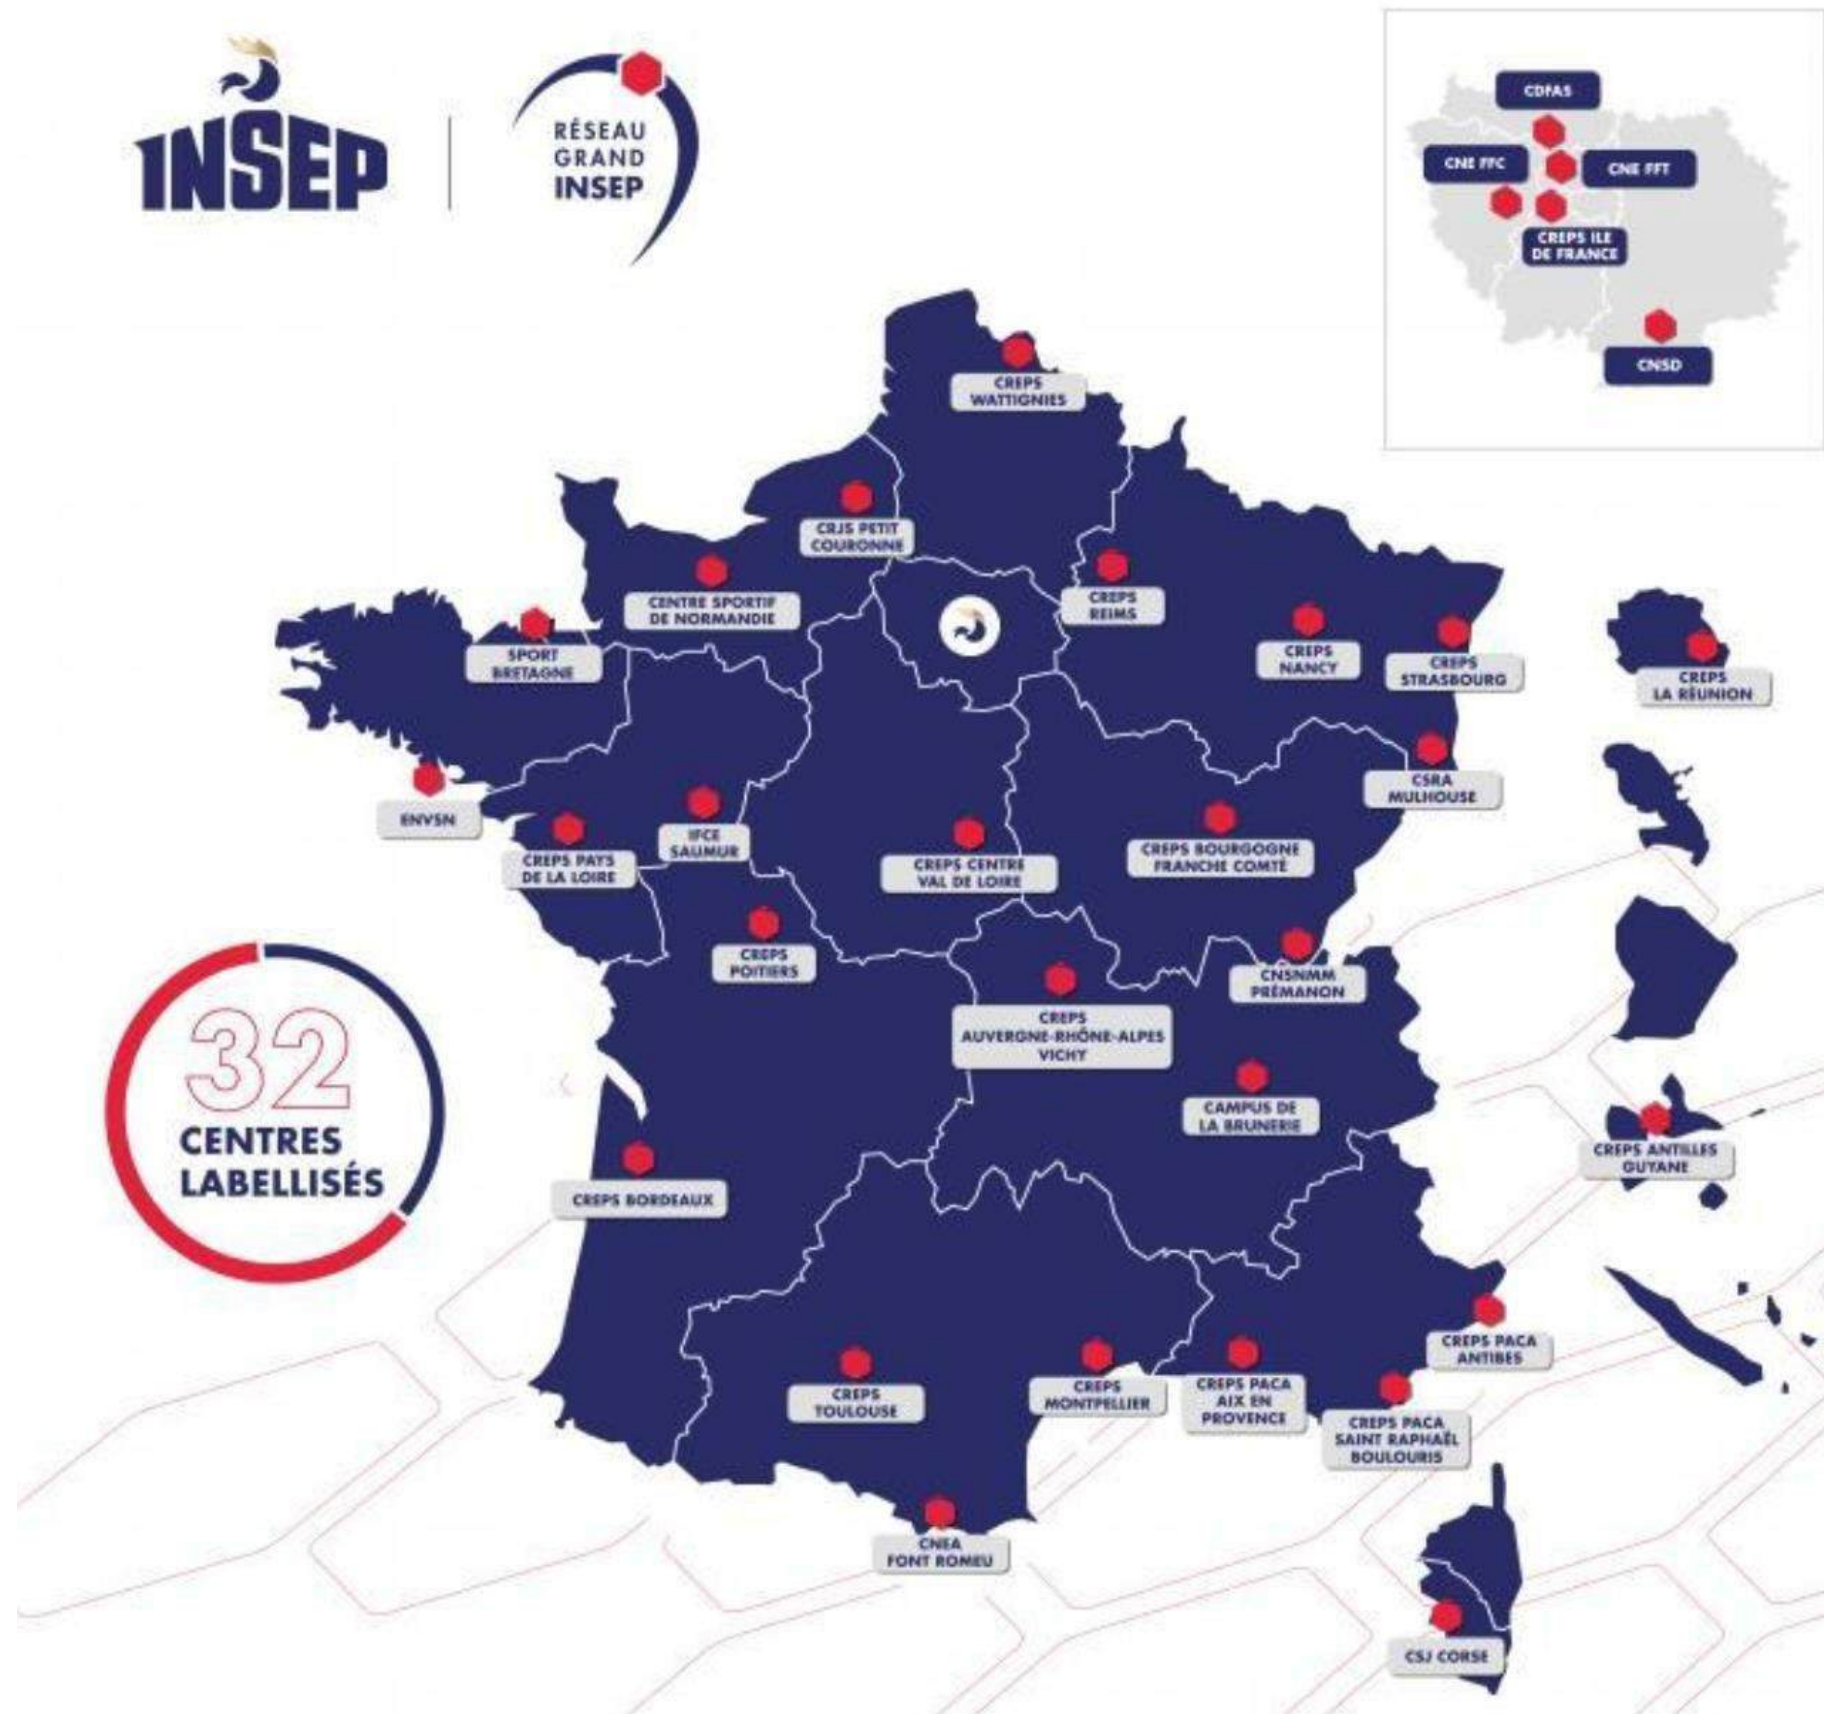 INSEP
RÉSEAU
GRAND
INSEP
CDFAS
CNE FFC
CNE FFT
CREPS ILE
DE FRANCE
CNSD
CREPS
WATTIGNIES
CRJS PETIT
COURONNE
CENTRE SPORTIF
DE NORMANDIE
CREPS
REIMS
SPORT
BRETAGNE
CREPS
NANCY
CREPS
STRASBOURG
CREPS
LA RÉUNION
ENVSN
CSRA
MULHOUSE
CREPS PAYS
DE LA LOIRE
IFCE
SAUMUR
CREPS CENTRE
VAL DE LOIRE
CREPS BOURGOGNE
FRANCHE COMTÉ
CREPS
POITIERS
CNSNMM
PRÉMANON
CREPS
AUVERGNE-RHÔNE-ALPES
VICHY
32
CENTRES
LABELLISÉS
CAMPUS DE
LA BRUNERIE
CREPS ANTILLES
GUYANE
CREPS BORDEAUX
CREPS PACA
ANTIBES
CREPS
TOULOUSE
CREPS
MONTPELLIER
CREPS PACA
AIX EN
PROVENCE
CREPS PACA
SAINT RAPHAËL
BOULOURIS
CNEA
FONT ROMEU
CSJ CORSE